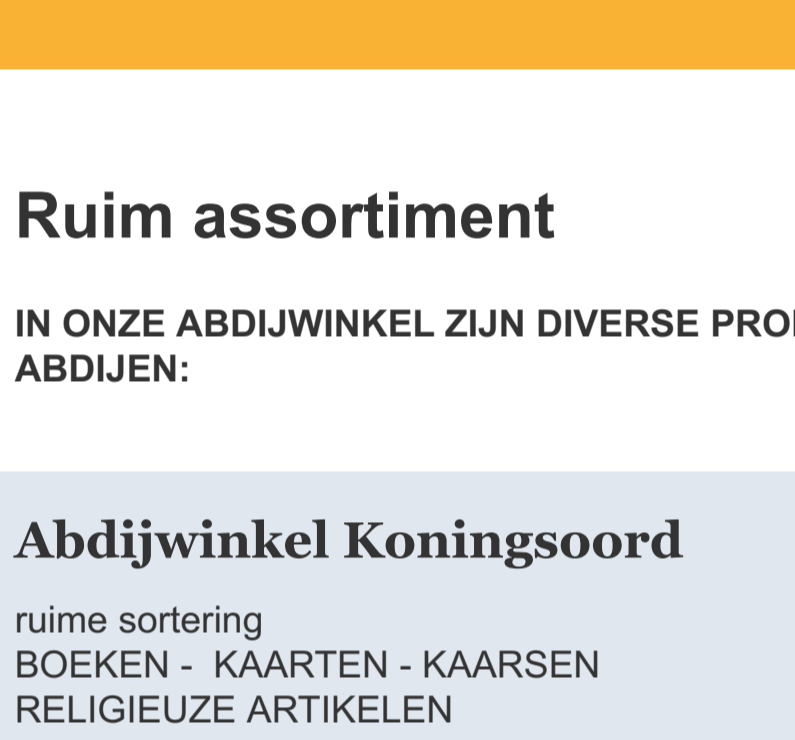 Ruim assortiment
IN ONZE ABDIJWINKEL ZIJN DIVERSE
ABDIJEN:
Abdijwinkel Koningsoord
ruime sortering
BOEKEN - KAARTEN - KAARSEN
RELIGIEUZE ARTIKELEN